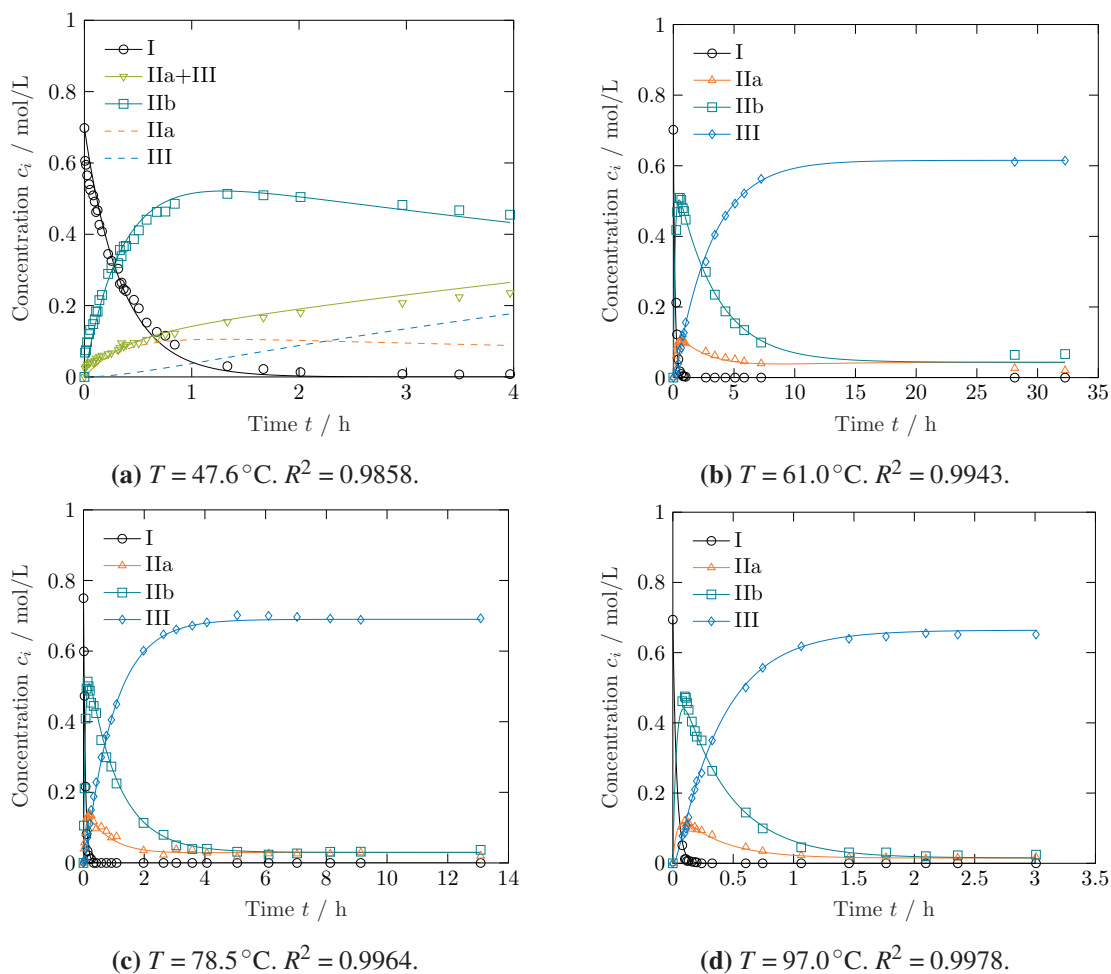 1
0.8
0.6
0.4
0.2
0
Concentration c_i / mol/L
I
IIa+III
IIb
IIa
III
0 1 2 3 4
Time t / h
(a) T = 47.6 °C. R² = 0.9858.
1
0.8
0.6
0.4
0.2
0
Concentration c_i / mol/L
I
IIa
IIb
III
0 5 10 15 20 25 30 35
Time t / h
(b) T = 61.0 °C. R² = 0.9943.
1
0.8
0.6
0.4
0.2
0
Concentration c_i / mol/L
I
IIa
IIb
III
0 2 4 6 8 10 12 14
Time t / h
(c) T = 78.5 °C. R² = 0.9964.
1
0.8
0.6
0.4
0.2
0
Concentration c_i / mol/L
I
IIa
IIb
III
0 0.5 1 1.5 2 2.5 3 3.5
Time t / h
(d) T = 97.0 °C. R² = 0.9978.